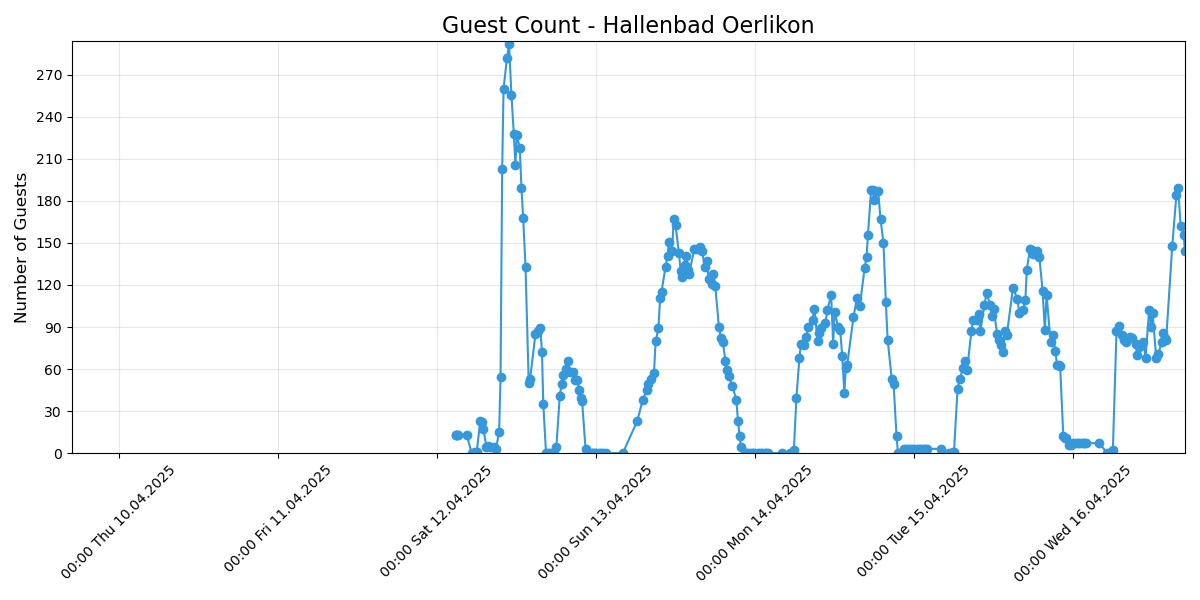 Guest Count - Hallenbad Oerlikon
Number of Guests
270
240
210
180
150
120
90
60
30
0
00:00 Thu 10.04.2025
00:00 Fri 11.04.2025
00:00 Sat 12.04.2025
00:00 Sun 13.04.2025
00:00 Mon 14.04.2025
00:00 Tue 15.04.2025
00:00 Wed 16.04.2025